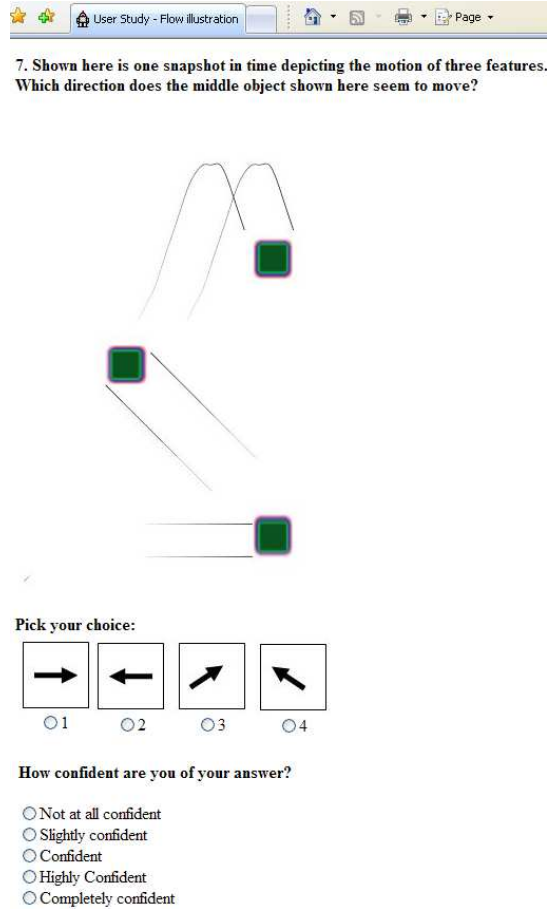 User Study - Flow illustration
Page
7. Shown here is one snapshot in time depicting the motion of three features.
Which direction does the middle object shown here seem to move?
Pick your choice:
1 2 3 4
How confident are you of your answer?
Not at all confident
Slightly confident
Confident
Highly Confident
Completely confident